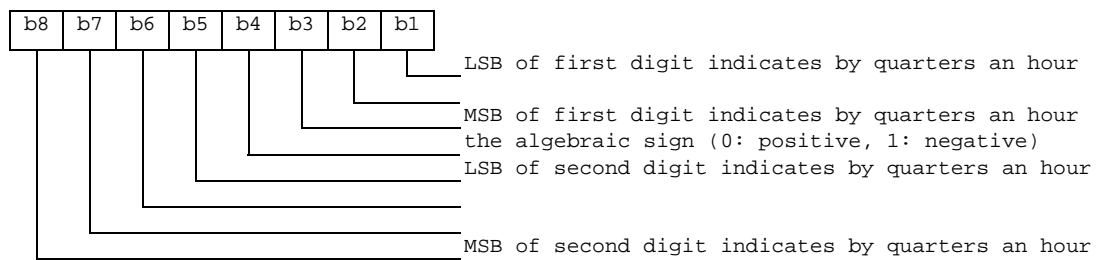 b8 b7 b6 b5 b4 b3 b2 b1
LSB of first digit indicates by quarters an hour
MSB of first digit indicates by quarters an hour
the algebraic sign (0: positive, 1: negative)
LSB of second digit indicates by quarters an hour
MSB of second digit indicates by quarters an hour